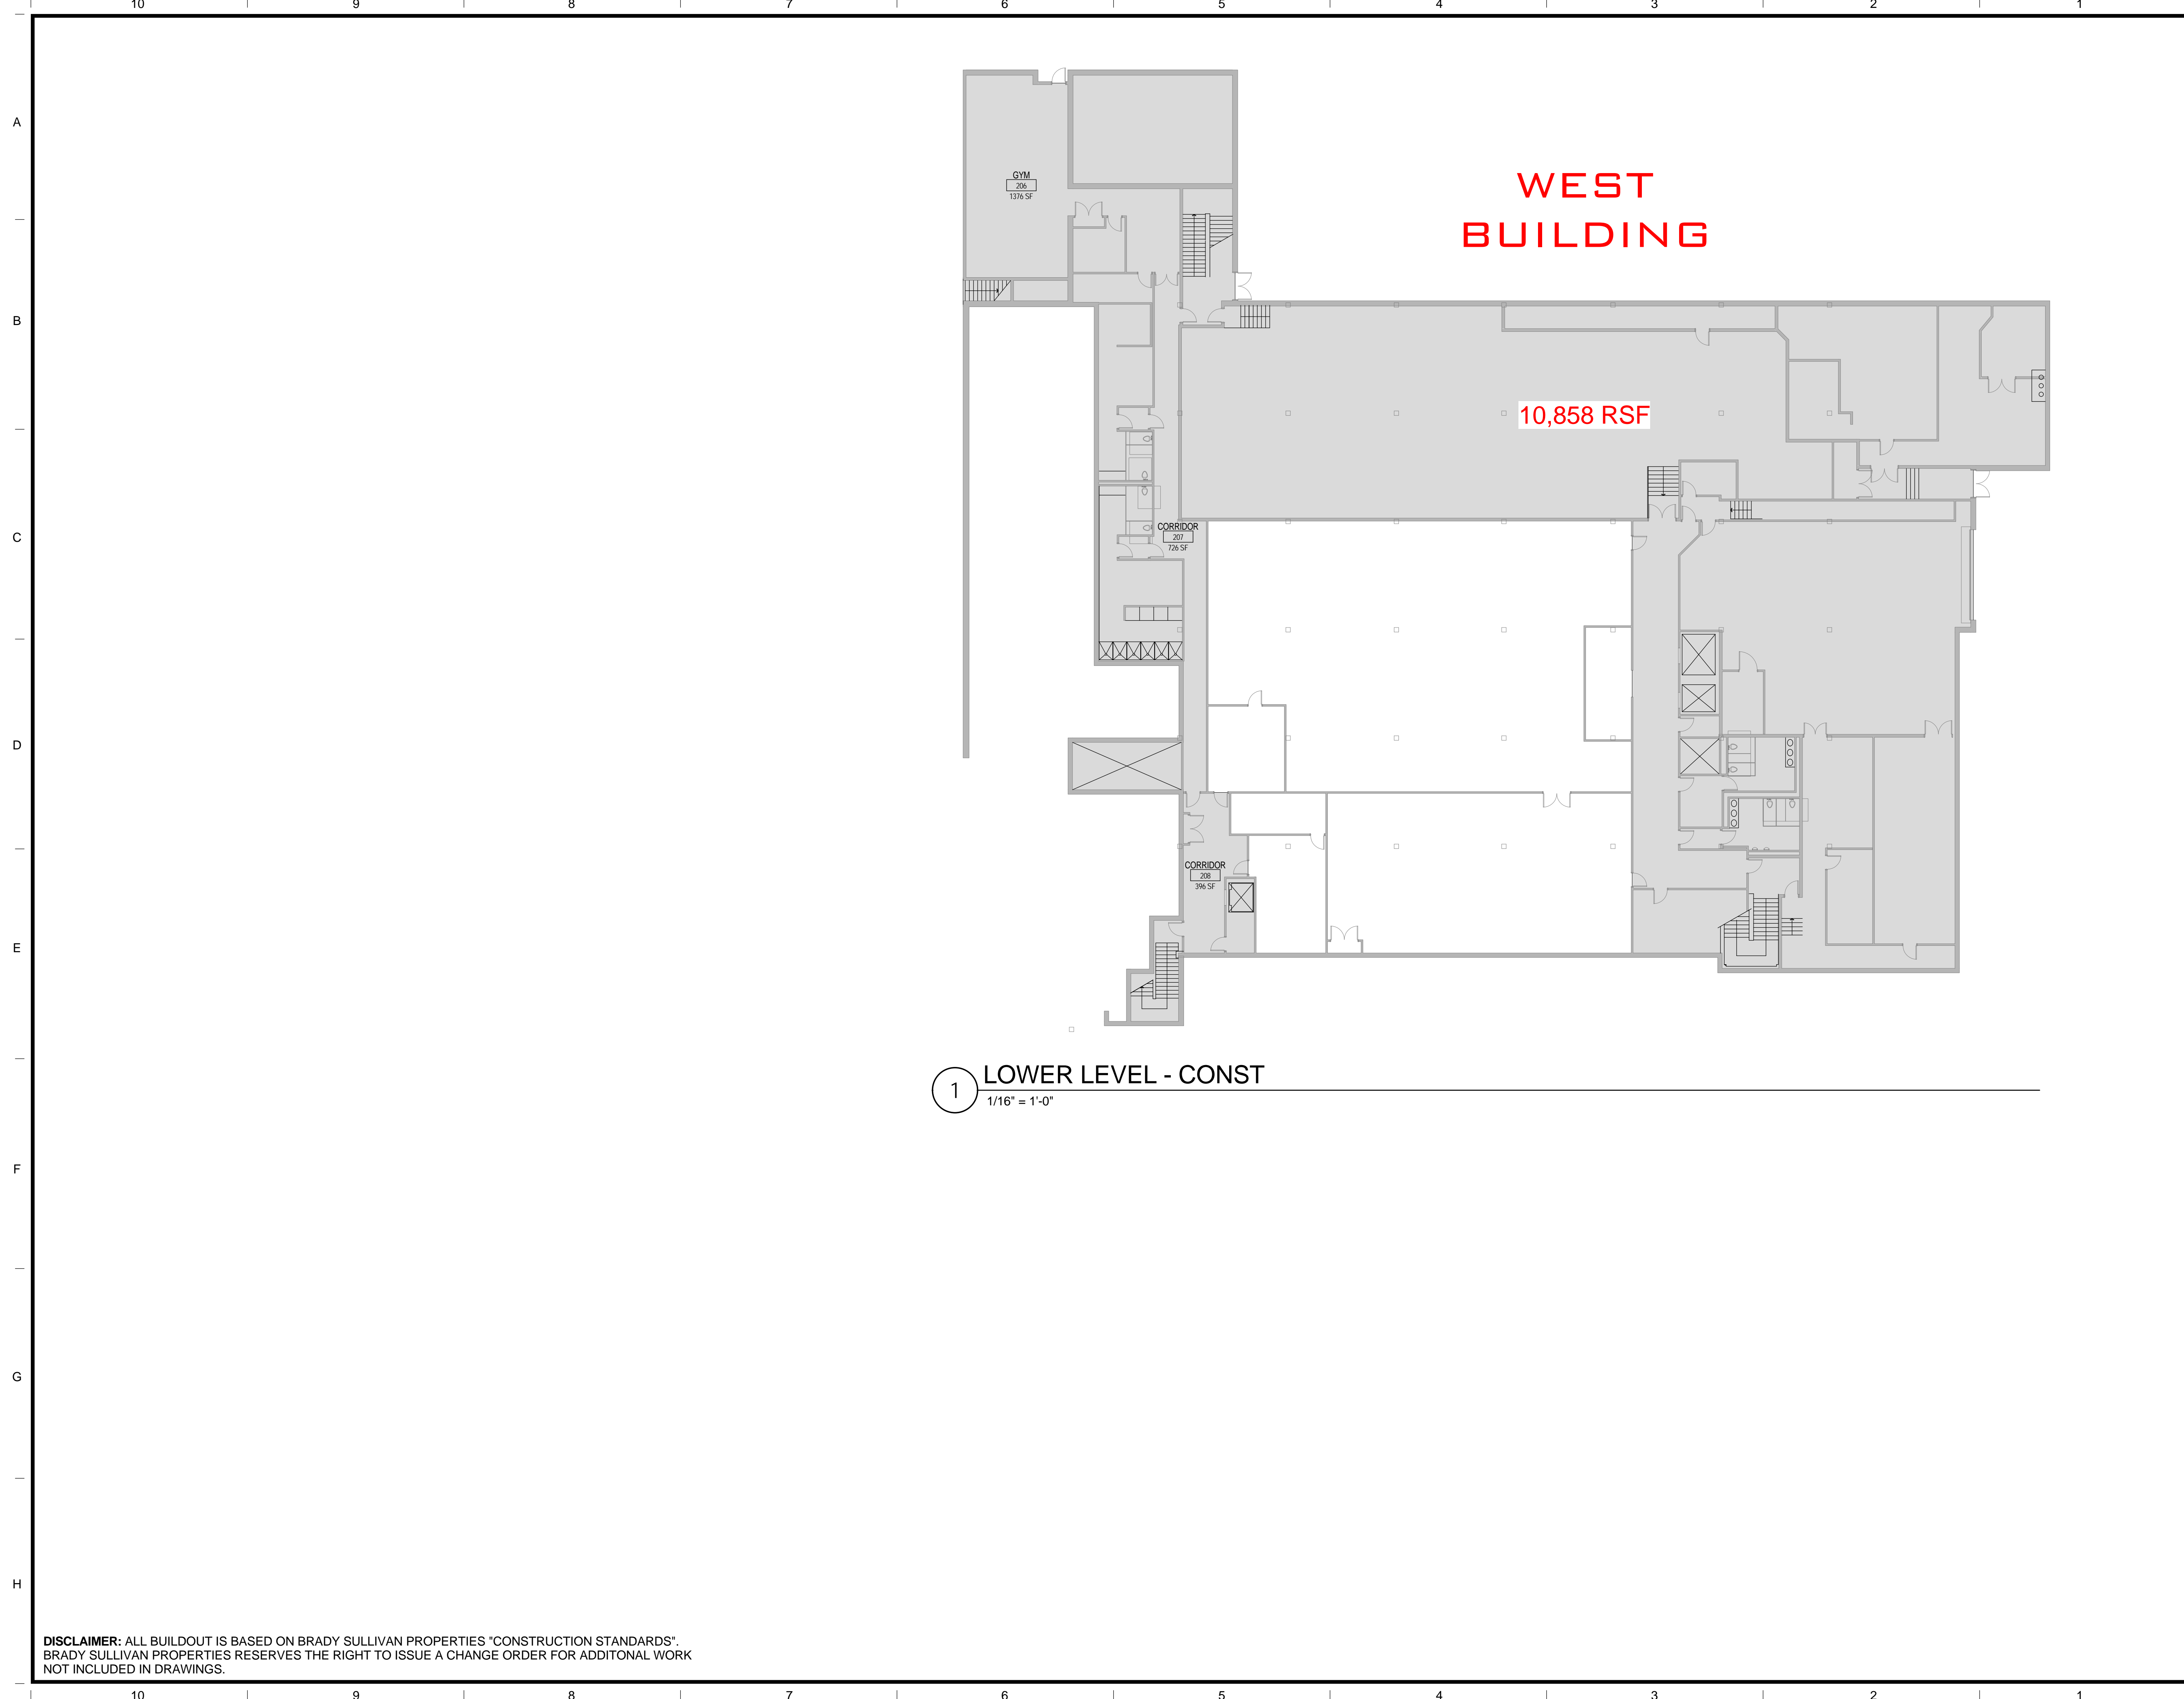 10 9 8 7 6 5 4 3 2 1
A
WEST
BUILDING
GYM
206
1376 SF
B
10,858 RSF
C
CORRIDOR
207
726 SF
D
CORRIDOR
208
396 SF
E
1 LOWER LEVEL - CONST
1/16" = 1'-0"
F
G
H
DISCLAIMER: ALL BUILDOUT IS BASED ON BRADY SULLIVAN PROPERTIES "CONSTRUCTION STANDARDS".
BRADY SULLIVAN PROPERTIES RESERVES THE RIGHT TO ISSUE A CHANGE ORDER FOR ADDITONAL WORK
NOT INCLUDED IN DRAWINGS.
10 9 8 7 6 5 4 3 2 1